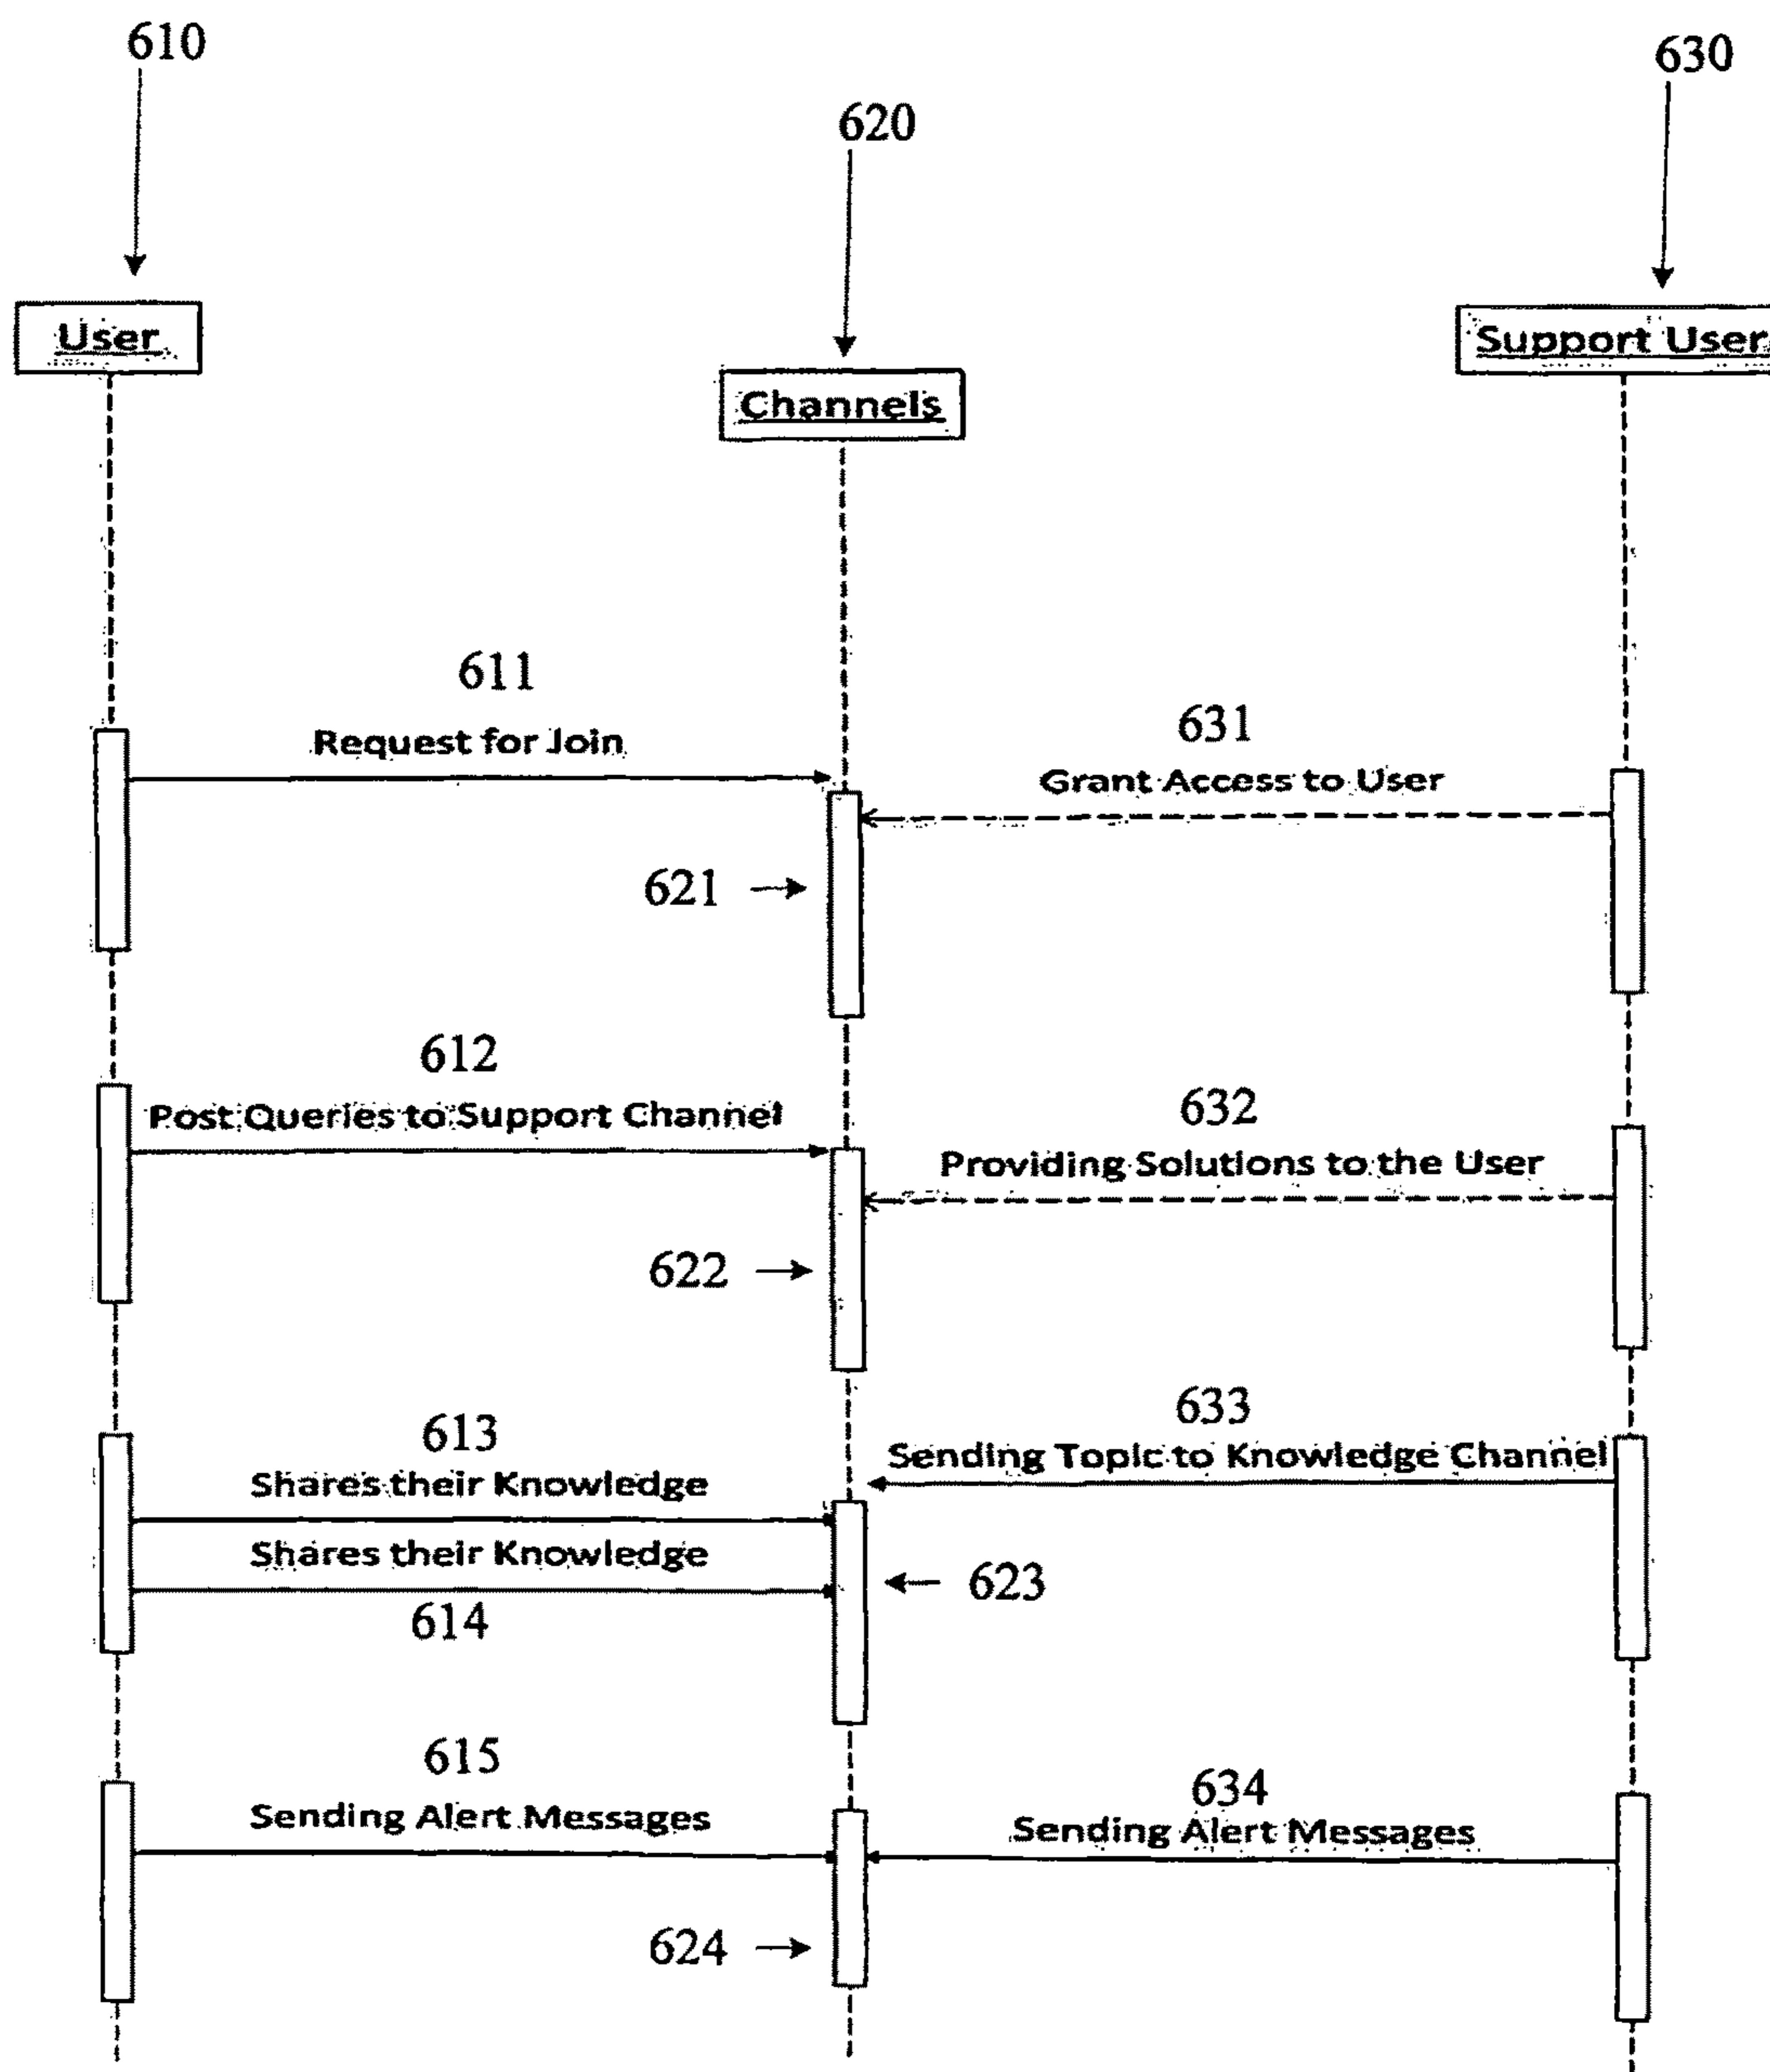 610
630
620
User
Support User
Channels
611
Request for Join
631
Grant Access to User
621
612
Post Queries to Support Channel
632
Providing Solutions to the User
622
613
Shares their Knowledge
633
Sending Topic to Knowledge Channel
Shares their Knowledge
614
623
615
Sending Alert Messages
634
Sending Alert Messages
624